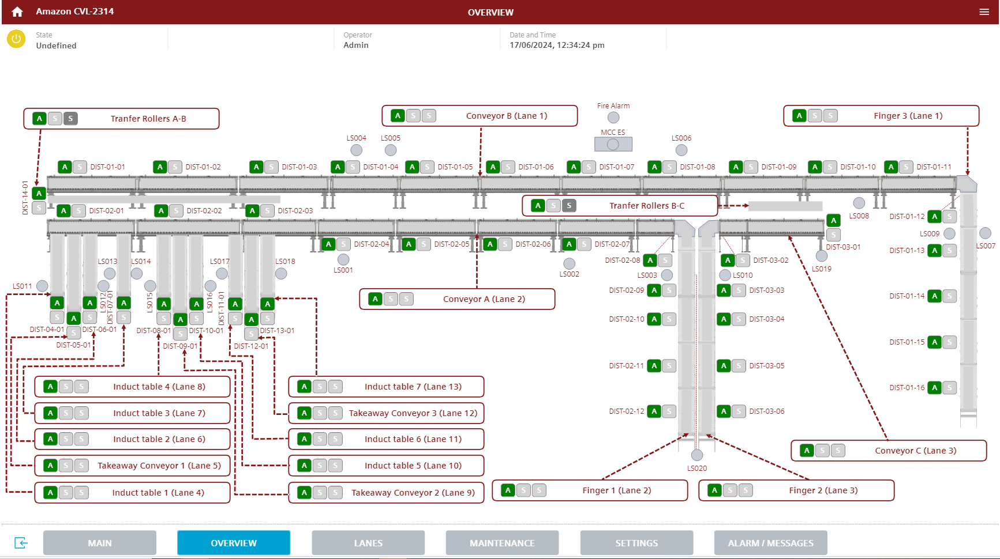 Amazon CVL-2314
OVERVIEW
State
Undefined
Operator
Admin
Date and Time
17/06/2024, 12:34:24 pm
A S S Tranfer Rollers A-B
A S S Conveyor B (Lane 1)
Fire Alarm
MCC ES
A S S Finger 3 (Lane 1)
LS004
LS005
LS006
A S DIST-01-01
A S DIST-01-02
A S DIST-01-03
A S DIST-01-04
A S DIST-01-05
A S DIST-01-06
A S DIST-01-07
A S DIST-01-08
A S DIST-01-09
A S DIST-01-10
A S DIST-01-11
DIST-14-01
A
S
A S DIST-02-01
A S DIST-02-02
A S DIST-02-03
A S S Tranfer Rollers B-C
LS008
DIST-01-12 A S
LS009
LS007
DIST-01-13 A S
A
S
DIST-03-01
LS019
A S DIST-02-04
A S DIST-02-05
A S DIST-02-06
A S DIST-02-07
LS001
LS002
DIST-02-08 A S
LS003
A S DIST-03-02
LS010
LS011
LS013
LS014
LS017
LS018
LS012
DIST-07-01
LS015
LS016
DIST-11-01
DIST-02-09 A S
A S DIST-03-03
DIST-01-14 A S
A S S Conveyor A (Lane 2)
A
S
A
S
A
S
A
S
A
S
A
S
A
S
A
S
A
S
A
S
DIST-04-01
DIST-05-01
DIST-06-01
DIST-08-01
DIST-09-01
DIST-10-01
DIST-12-01
DIST-13-01
DIST-02-10 A S
A S DIST-03-04
DIST-01-15 A S
DIST-02-11 A S
A S DIST-03-05
DIST-01-16 A S
DIST-02-12 A S
A S DIST-03-06
A S S Induct table 4 (Lane 8)
A S S Induct table 7 (Lane 13)
A S S Induct table 3 (Lane 7)
A S S Takeaway Conveyor 3 (Lane 12)
A S S Induct table 2 (Lane 6)
A S S Induct table 6 (Lane 11)
A S S Conveyor C (Lane 3)
A S S Takeaway Conveyor 1 (Lane 5)
A S S Induct table 5 (Lane 10)
LS020
A S S Induct table 1 (Lane 4)
A S S Takeaway Conveyor 2 (Lane 9)
A S S Finger 1 (Lane 2)
A S S Finger 2 (Lane 3)
MAIN
OVERVIEW
LANES
MAINTENANCE
SETTINGS
ALARM / MESSAGES